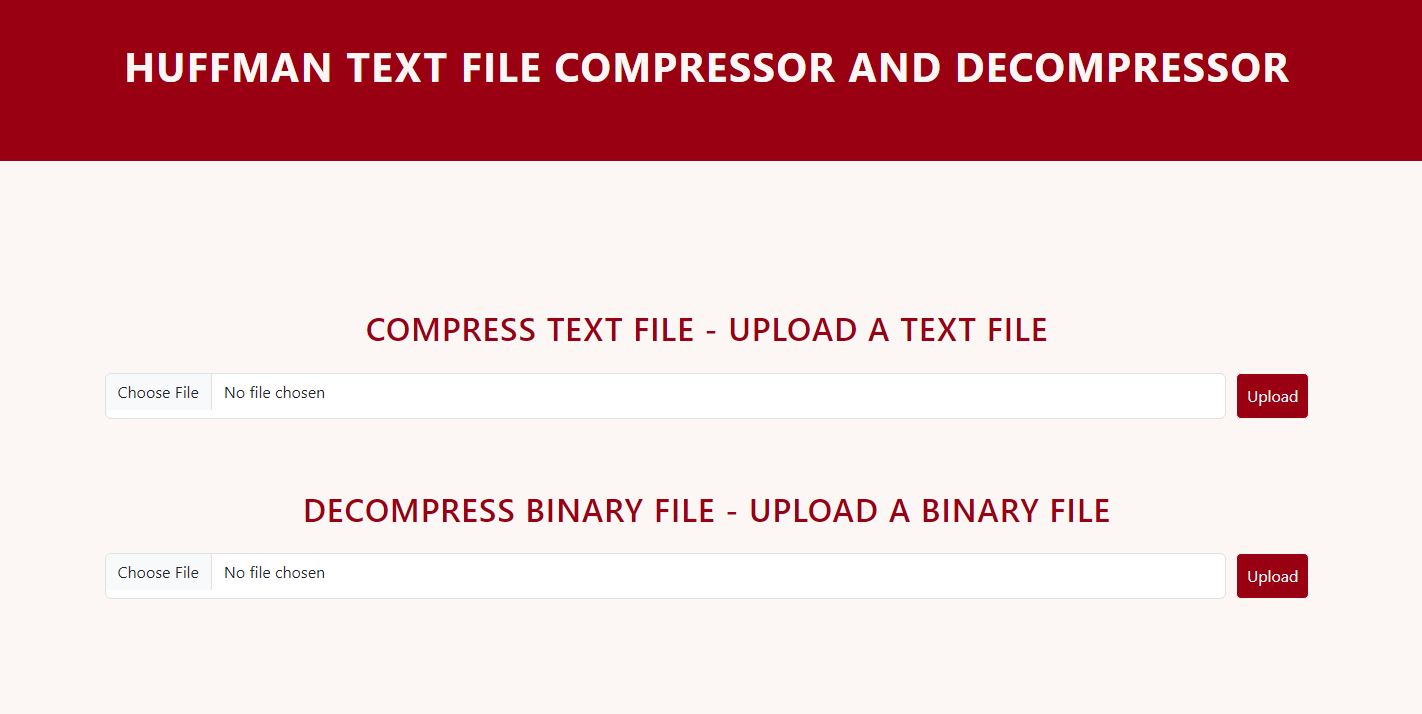 HUFFMAN TEXT FILE COMPRESSOR AND DECOMPRESSOR
COMPRESS TEXT FILE - UPLOAD A TEXT FILE
Choose File No file chosen Upload
DECOMPRESS BINARY FILE - UPLOAD A BINARY FILE
Choose File No file chosen Upload